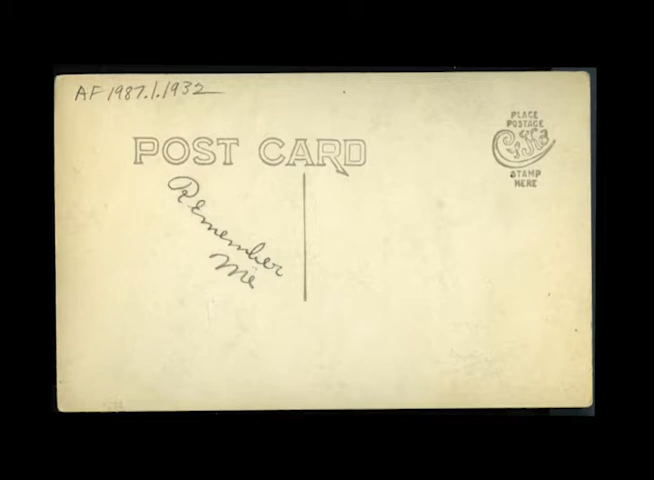 AF 1987.1.1932
POST CARD
PLACE
POSTAGE
STAMP
HERE
Remember
Me